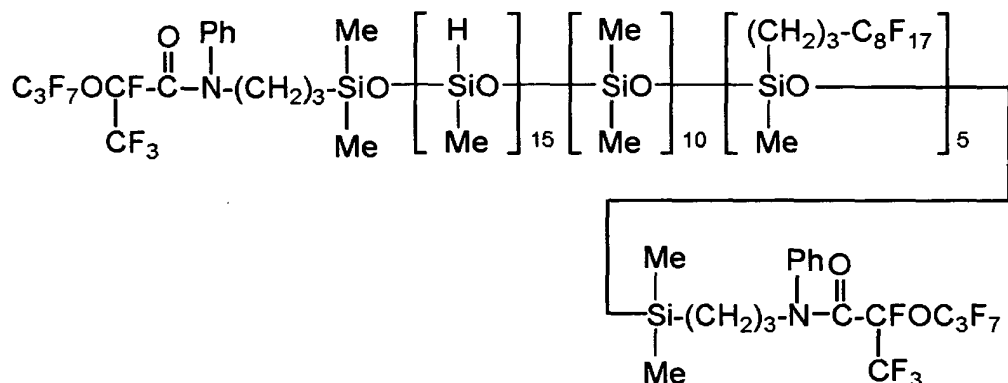 Me H Me (CH₂)₃-C₈F₁₇
O Ph
C₃F₇OCF-C-N-(CH₂)₃-SiO SiO SiO SiO
CF₃ Me Me 15 Me 10 Me 5
Me Ph O
Si-(CH₂)₃-N-C-CFOC₃F₇
Me CF₃